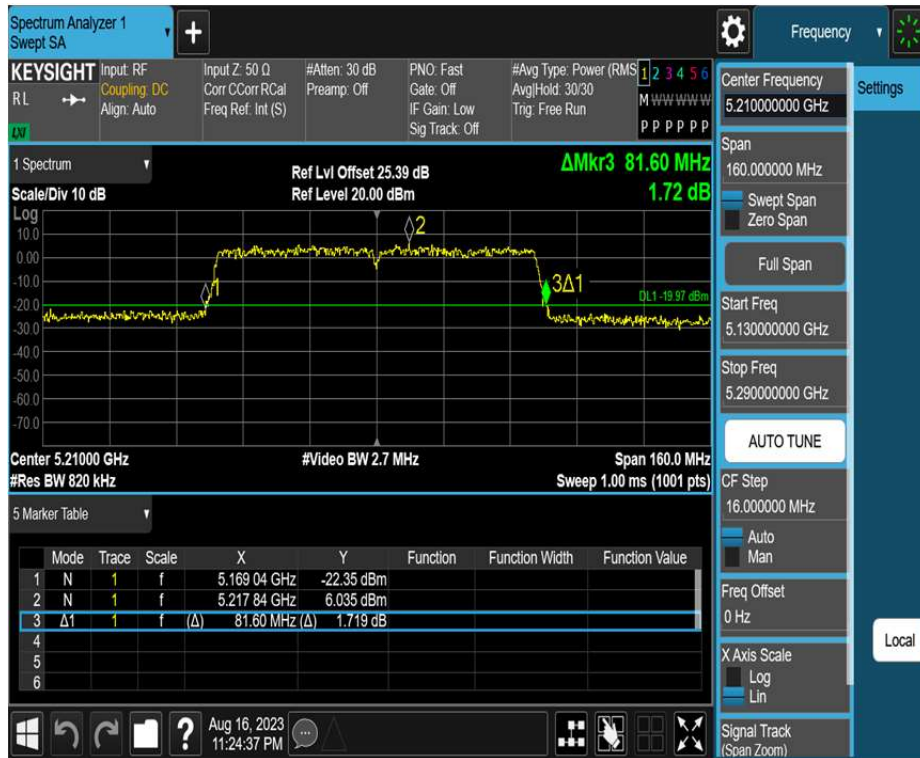 Spectrum Analyzer 1
Swept SA
+
Frequency
KEYSIGHT
RL
LXI
Input: RF
Coupling: DC
Align: Auto
Input Z: 50 Ω
Corr CCorr RCal
Freq Ref: Int (S)
#Atten: 30 dB
Preamp: Off
PNO: Fast
Gate: Off
IF Gain: Low
Sig Track: Off
#Avg Type: Power (RMS
Avg|Hold: 30/30
Trig: Free Run
1 2 3 4 5 6
M W W W W W
P P P P P P
1 Spectrum
Scale/Div 10 dB
Ref Lvl Offset 25.39 dB
Ref Level 20.00 dBm
ΔMkr3 81.60 MHz
1.72 dB
Log
10.0
0.00
-10.0
-20.0
-30.0
-40.0
-50.0
-60.0
-70.0
1
2
3Δ1
DL1 -19.97 dBm
Center 5.21000 GHz
#Video BW 2.7 MHz
Span 160.0 MHz
#Res BW 820 kHz
Sweep 1.00 ms (1001 pts)
5 Marker Table
Mode Trace Scale X Y Function Function Width Function Value
1 N 1 f 5.169 04 GHz -22.35 dBm
2 N 1 f 5.217 84 GHz 6.035 dBm
3 Δ1 1 f (Δ) 81.60 MHz (Δ) 1.719 dB
4
5
6
Aug 16, 2023
11:24:37 PM
?
Center Frequency
5.210000000 GHz
Span
160.000000 MHz
Swept Span
Zero Span
Full Span
Start Freq
5.130000000 GHz
Stop Freq
5.290000000 GHz
AUTO TUNE
CF Step
16.000000 MHz
Auto
Man
Freq Offset
0 Hz
X Axis Scale
Log
Lin
Signal Track
(Span Zoom)
Settings
Local